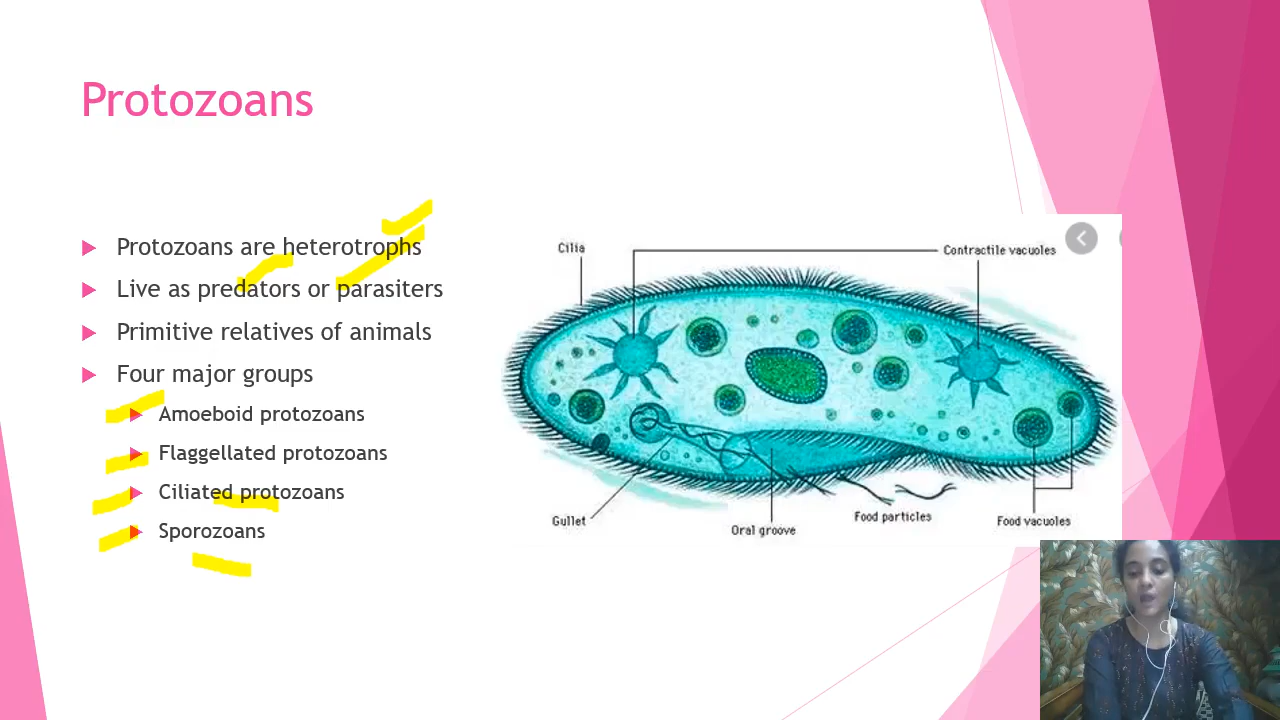 Protozoans
Protozoans are heterotrophs
Live as predators or parasiters
Primitive relatives of animals
Four major groups
Amoeboid protozoans
Flaggellated protozoans
Ciliated protozoans
Sporozoans
Cilia
Contractile vacuoles
Gullet
Oral groove
Food particles
Food vacuoles